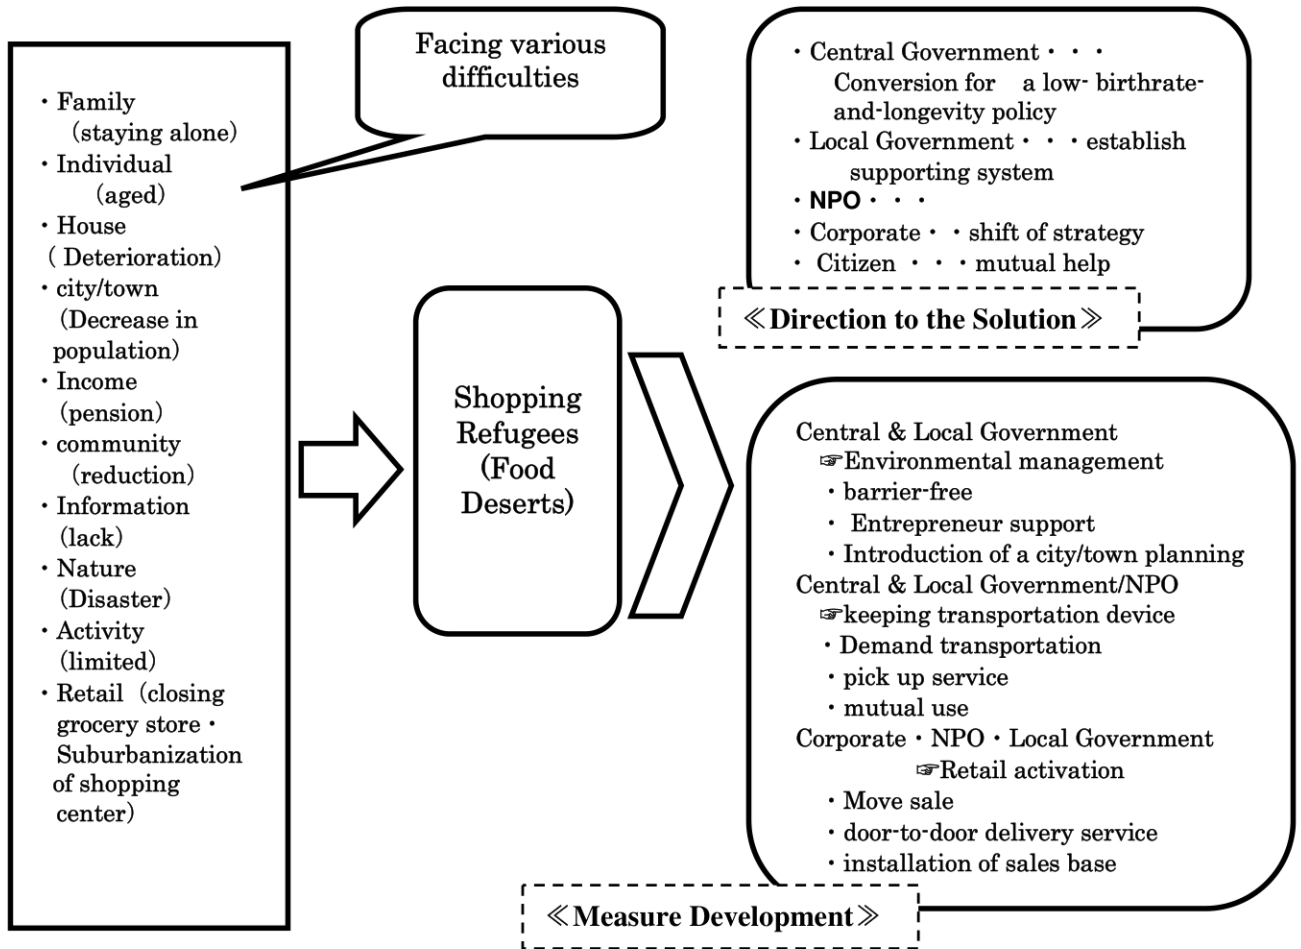 Facing various
difficulties
・Family
(staying alone)
・Individual
(aged)
・House
( Deterioration)
・city/town
(Decrease in
population)
・Income
(pension)
・community
(reduction)
・Information
(lack)
・Nature
(Disaster)
・Activity
(limited)
・Retail（closing
grocery store・
Suburbanization
of shopping
center)
Shopping
Refugees
(Food
Deserts)
・Central Government・・・
Conversion for a low- birthrate-
and-longevity policy
・Local Government・・・establish
supporting system
・NPO・・・
・Corporate・・shift of strategy
・ Citizen ・・・mutual help
≪Direction to the Solution≫
Central & Local Government
☞Environmental management
・barrier-free
・ Entrepreneur support
・Introduction of a city/town planning
Central & Local Government/NPO
☞keeping transportation device
・Demand transportation
・pick up service
・mutual use
Corporate・NPO・Local Government
☞Retail activation
・Move sale
・door-to-door delivery service
・installation of sales base
≪Measure Development≫